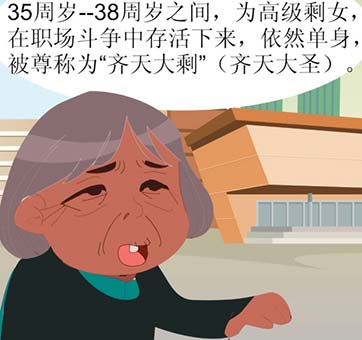 35周岁--38周岁之间，为高级剩女，
在职场斗争中存活下来，依然单身，
被尊称为“齐天大剩”（齐天大圣）。